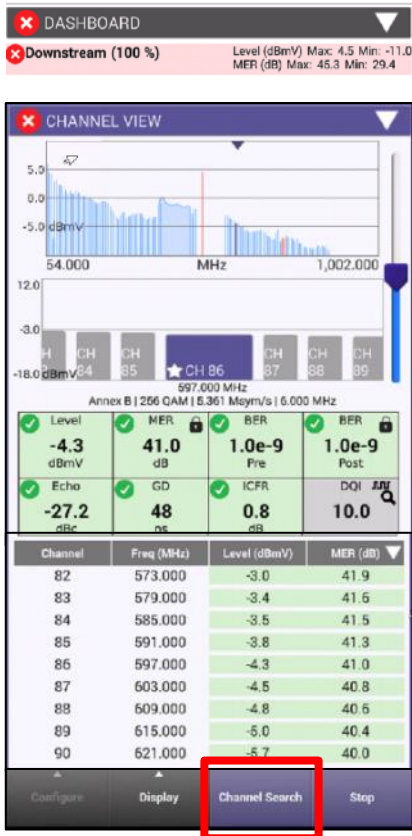 DASHBOARD
Downstream (100 %) Level (dBmV) Max: 4.5 Min: -11.0
MER (dB) Max: 45.3 Min: 29.4
CHANNEL VIEW
5.0
0.0
-5.0 dBmV
54.000 MHz 1,002.000
12.0
-3.0
H CH CH CH CH CH
-18.0 dBmV 84 85 CH 86 87 88 89
597.000 MHz
Annex B | 256 QAM | 5.361 Msym/s | 6.000 MHz
Level MER BER BER
-4.3 41.0 1.0e-9 1.0e-9
dBmV dB Pre Post
Echo GD ICFR DQI
-27.2 48 0.8 10.0
dBc ns dB
Channel Freq (MHz) Level (dBmV) MER (dB)
82 573.000 -3.0 41.9
83 579.000 -3.4 41.6
84 585.000 -3.5 41.5
85 591.000 -3.8 41.3
86 597.000 -4.3 41.0
87 603.000 -4.5 40.8
88 609.000 -4.8 40.6
89 615.000 -5.0 40.4
90 621.000 -5.7 40.0
Configure Display Channel Search Stop